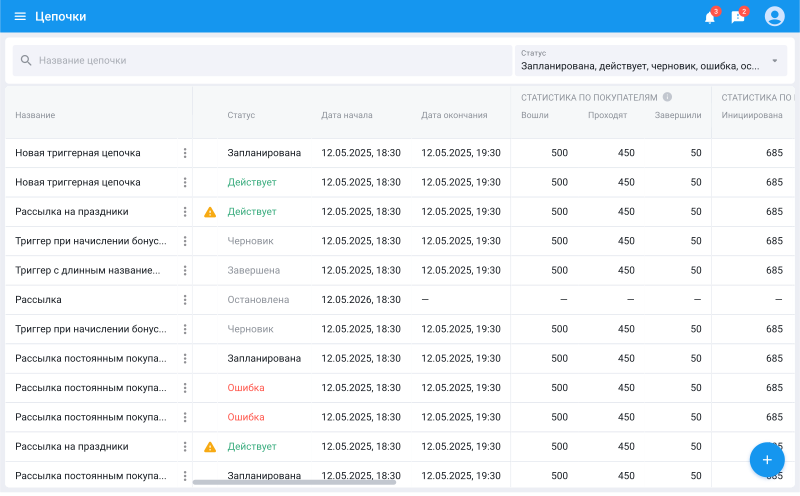 Цепочки
3
2
Название цепочки
Статус
Запланирована, действует, черновик, ошибка, ос...
СТАТИСТИКА ПО ПОКУПАТЕЛЯМ
СТАТИСТИКА ПО
Название Статус Дата начала Дата окончания Вошли Проходят Завершили Инициирована
Новая триггерная цепочка Запланирована 12.05.2025, 18:30 12.05.2025, 19:30 500 450 50 685
Новая триггерная цепочка Действует 12.05.2025, 18:30 12.05.2025, 19:30 500 450 50 685
Рассылка на праздники Действует 12.05.2025, 18:30 12.05.2025, 19:30 500 450 50 685
Триггер при начислении бонус... Черновик 12.05.2025, 18:30 12.05.2025, 19:30 500 450 50 685
Триггер с длинным название... Завершена 12.05.2025, 18:30 12.05.2025, 19:30 500 450 50 685
Рассылка Остановлена 12.05.2026, 18:30 — — — — —
Триггер при начислении бонус... Черновик 12.05.2025, 18:30 12.05.2025, 19:30 500 450 50 685
Рассылка постоянным покупа... Запланирована 12.05.2025, 18:30 12.05.2025, 19:30 500 450 50 685
Рассылка постоянным покупа... Ошибка 12.05.2025, 18:30 12.05.2025, 19:30 500 450 50 685
Рассылка постоянным покупа... Ошибка 12.05.2025, 18:30 12.05.2025, 19:30 500 450 50 685
Рассылка на праздники Действует 12.05.2025, 18:30 12.05.2025, 19:30 500 450 50
Рассылка постоянным покупа... Запланирована 12.05.2025, 18:30 12.05.2025, 19:30 500 450 50 685